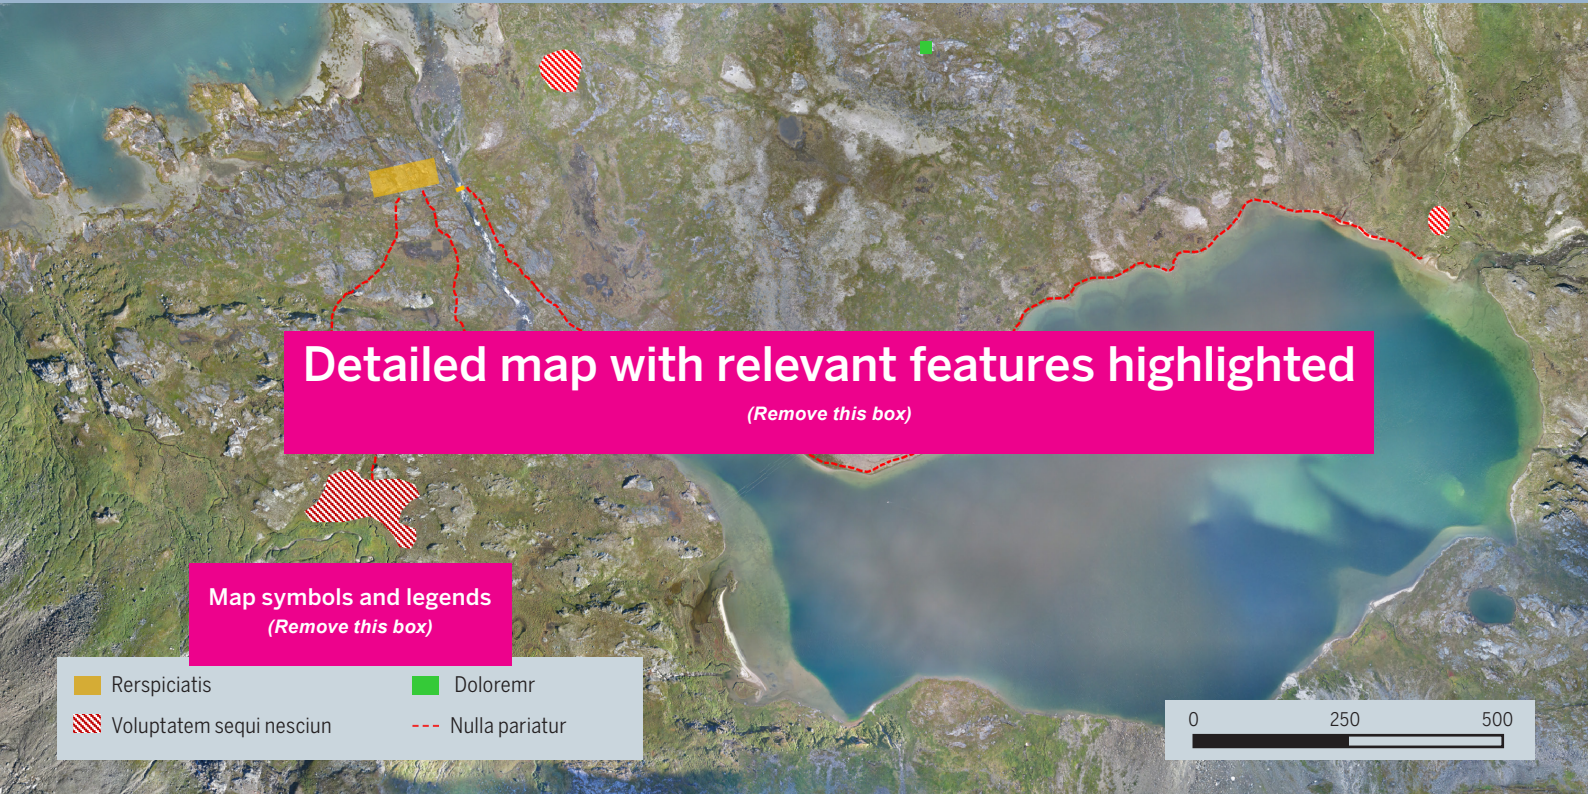 Detailed map with relevant features highlighted
(Remove this box)
Map symbols and legends
(Remove this box)
Rerspiciatis
Doloremr
Voluptatem sequi nesciun
Nulla pariatur
0 250 500